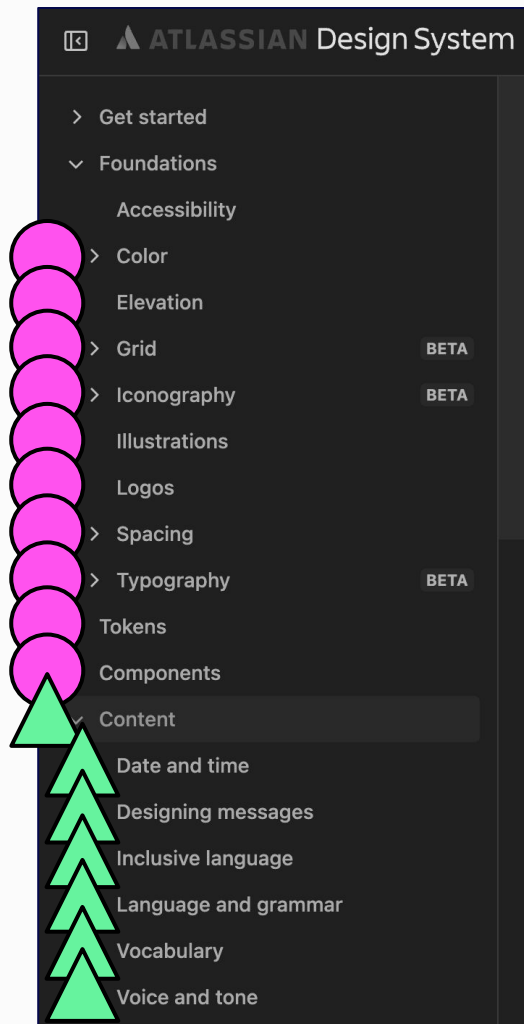 ATLASSIAN Design System
Get started
Foundations
Accessibility
Color
Elevation
Grid BETA
Iconography BETA
Illustrations
Logos
Spacing
Typography BETA
Tokens
Components
Content
Date and time
Designing messages
Inclusive language
Language and grammar
Vocabulary
Voice and tone